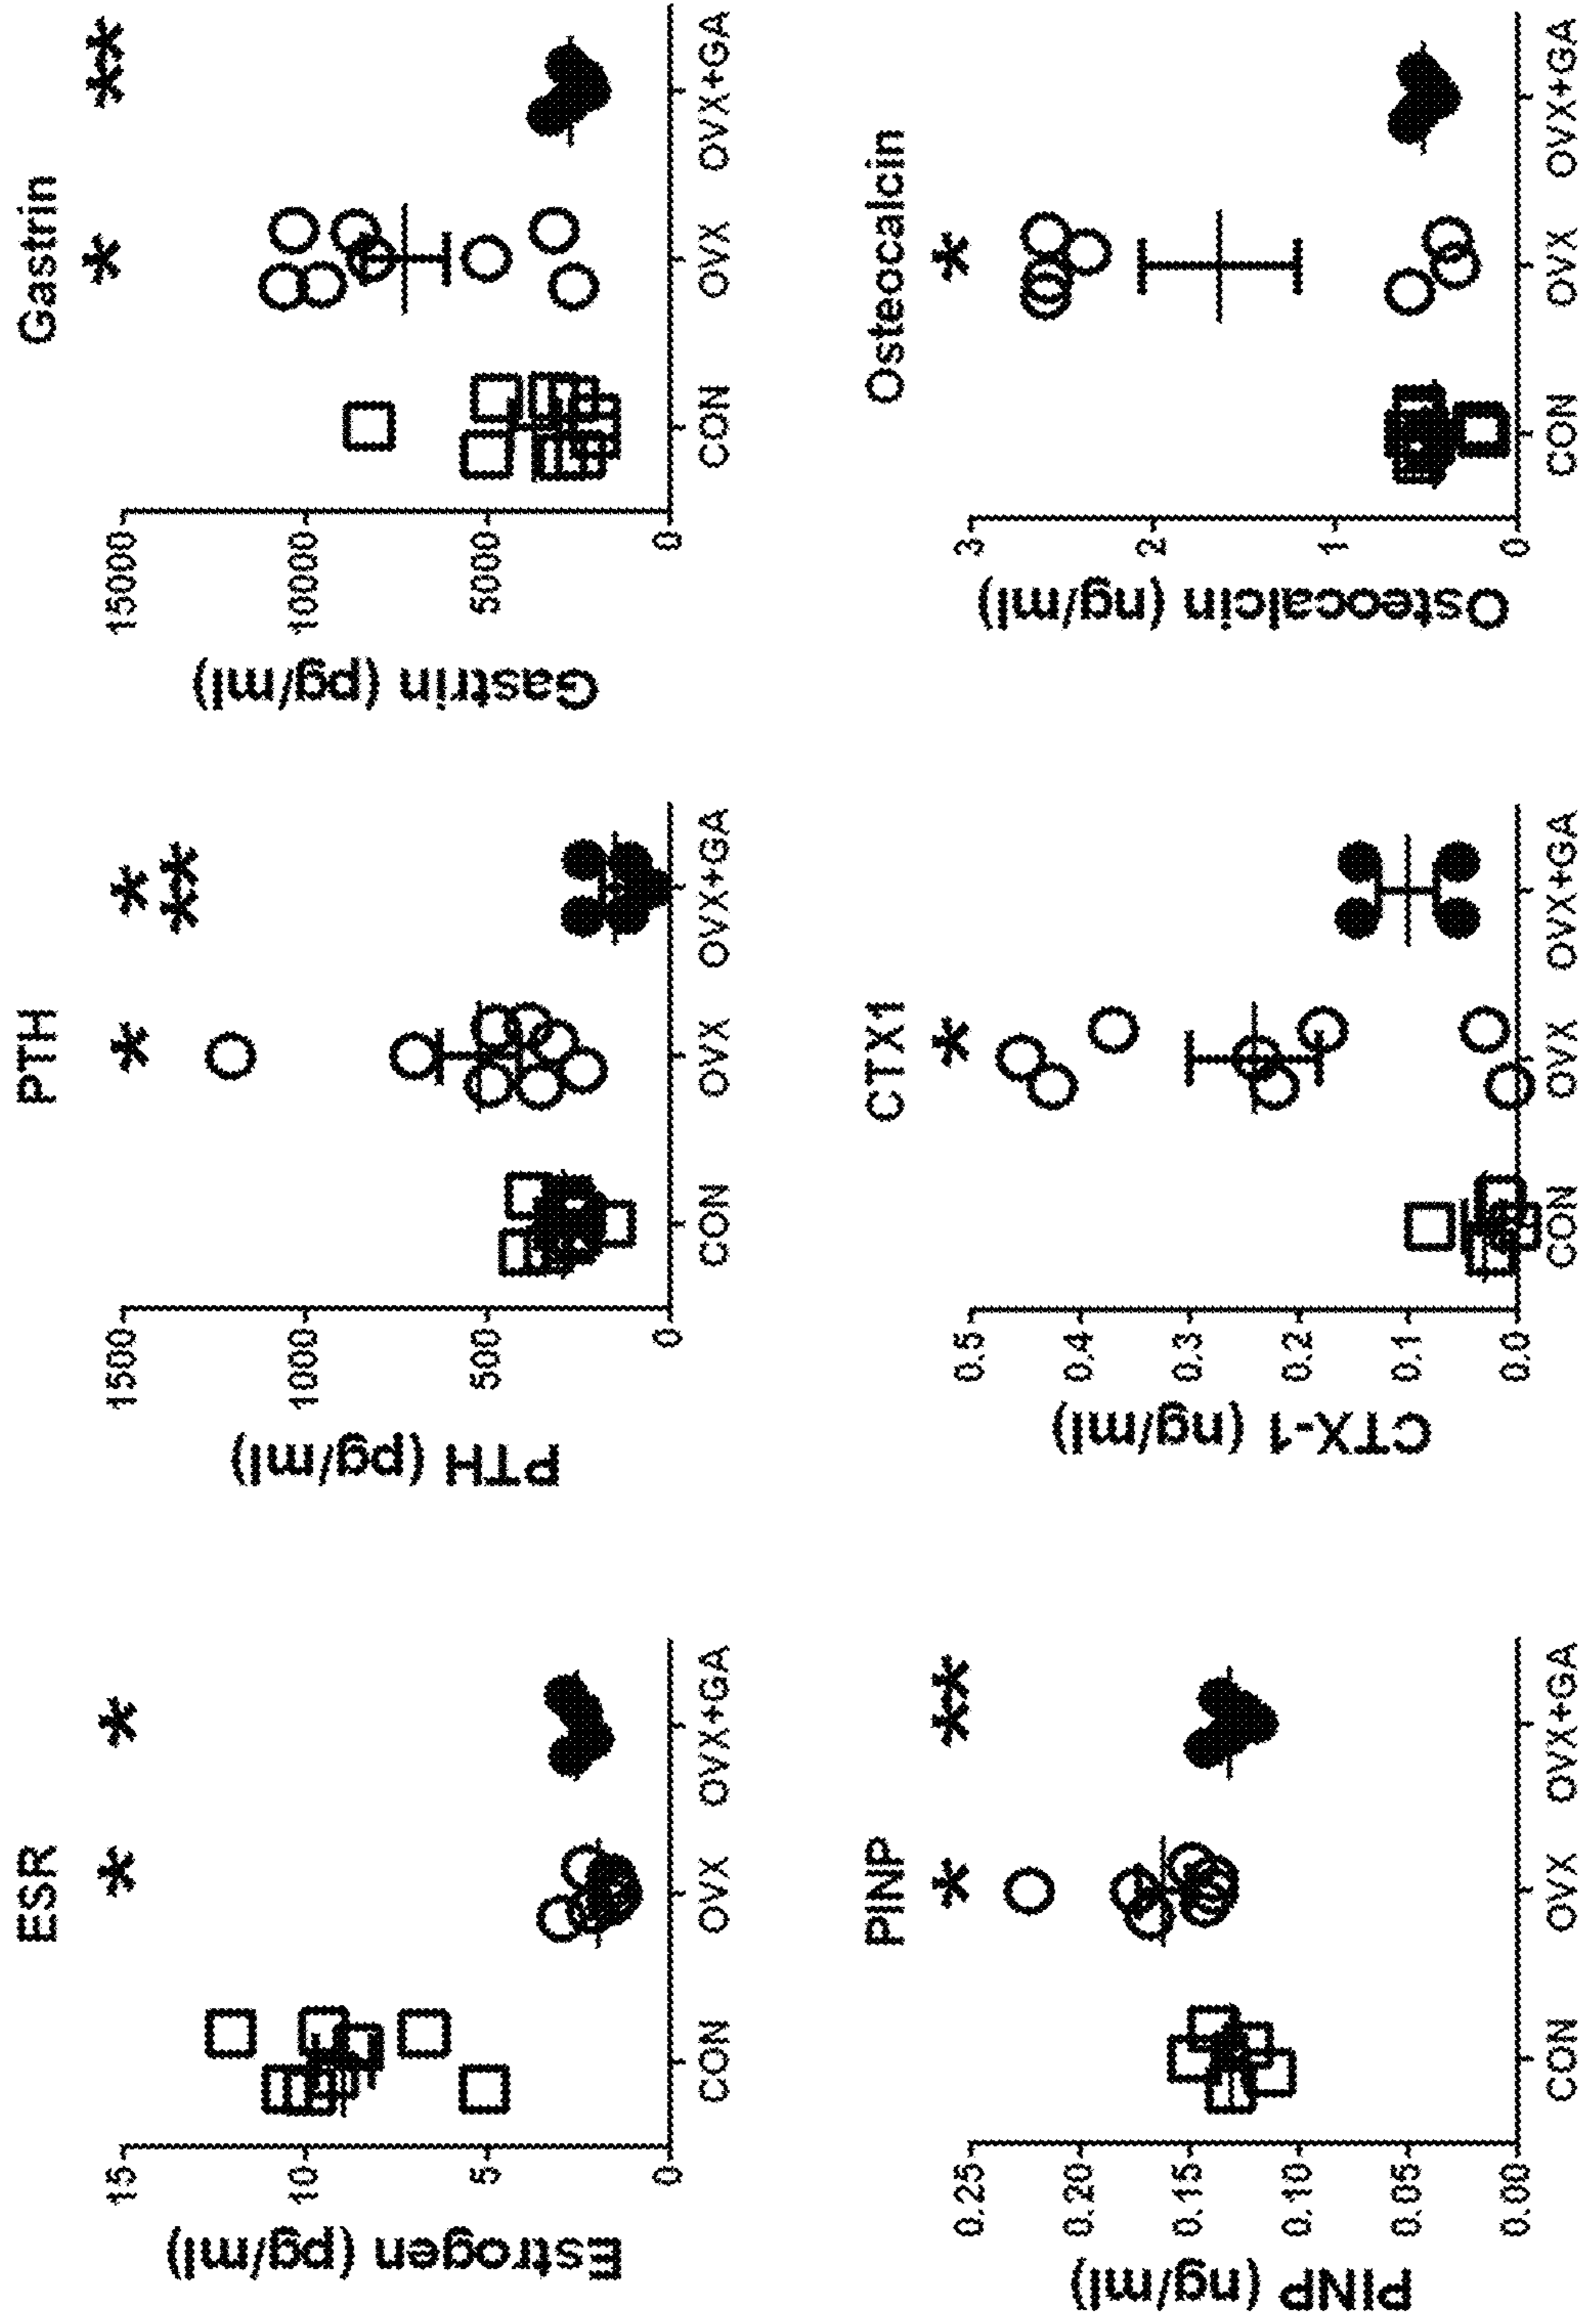 ESR
* *
Estrogen (pg/ml)
15
10
5
0
CON OVX OVX+GA
PTH
* *
**
PTH (pg/ml)
1500
1000
500
0
CON OVX OVX+GA
Gastrin
* **
Gastrin (pg/ml)
15000
10000
5000
0
CON OVX OVX+GA
PINP
* **
PINP (ng/ml)
0.25
0.20
0.15
0.10
0.05
0.00
CON OVX OVX+GA
CTX1
*
CTX-1 (ng/ml)
0.5
0.4
0.3
0.2
0.1
0.0
CON OVX OVX+GA
Osteocalcin
*
Osteocalcin (ng/ml)
3
2
1
0
CON OVX OVX+GA